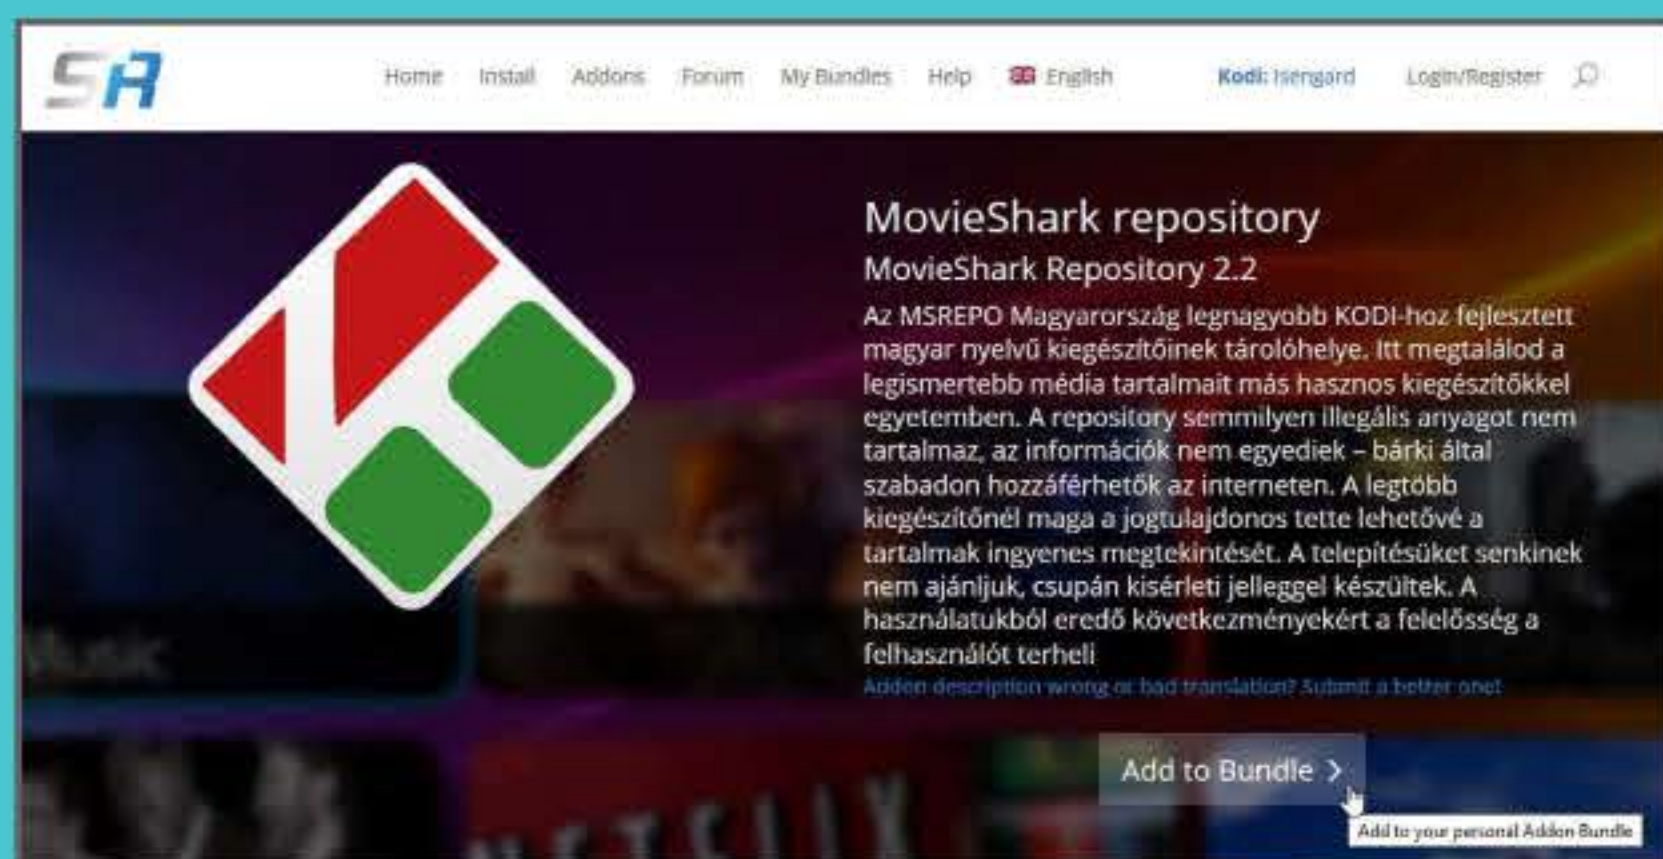 SA
Home Install Addons Forum My Bundles Help English Kodi: Isengard Login/Register
MovieShark repository
MovieShark Repository 2.2
Az MSREPO Magyarország legnagyobb KODI-hoz fejlesztett
magyar nyelvű kiegészítőinek tárolóhelye. Itt megtalálod a
legismertebb média tartalmait más hasznos kiegészítőkkel
egyetemben. A repository semmilyen illegális anyagot nem
tartalmaz, az információk nem egyediek – bárki által
szabadon hozzáférhetők az interneten. A legtöbb
kiegészítőnél maga a jogtulajdonos tette lehetővé a
tartalmak ingyenes megtekintését. A telepítésüket senkinek
nem ajánljuk, csupán kisérleti jelleggel készültek. A
használatukból eredő következményekért a felelősség a
felhasználót terheli
Addon description wrong or bad translation? Submit a better one!
Music
Add to Bundle
NETFLIX
Add to your personal Addon Bundle